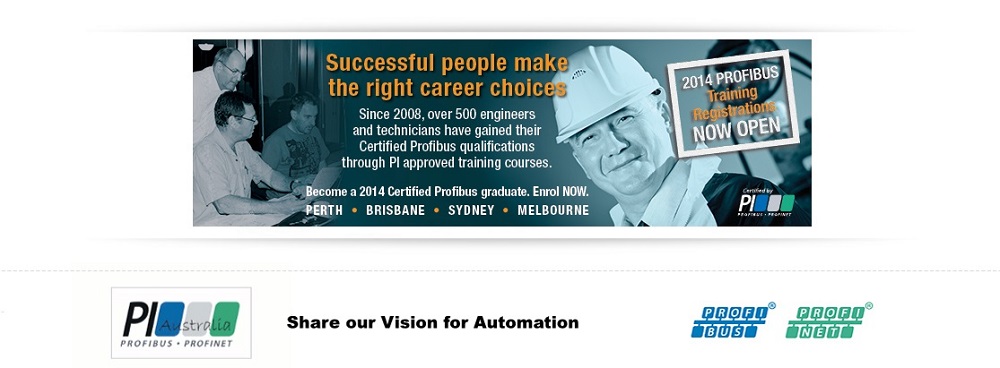 Successful people make
the right career choices
Since 2008, over 500 engineers
and technicians have gained their
Certified Profibus qualifications
through PI approved training courses.
Become a 2014 Certified Profibus graduate. Enrol NOW.
PERTH • BRISBANE • SYDNEY • MELBOURNE
2014 PROFIBUS
Training
Registrations
NOW OPEN
Certified by
PI
PROFIBUS • PROFINET
PI
Australia
PROFIBUS • PROFINET
Share our Vision for Automation
PROFI ®
BUS
PROFI ®
NET